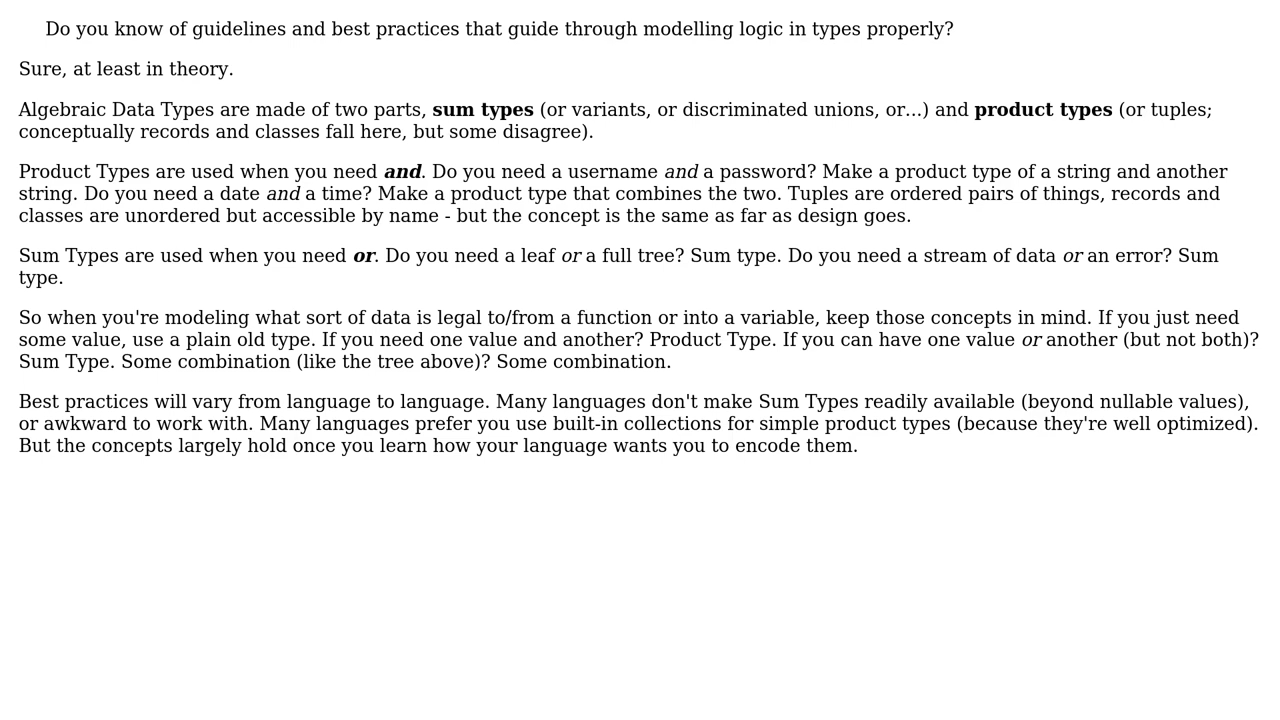 Do you know of guidelines and best practices that guide through modelling logic in types properly?
Sure, at least in theory.
Algebraic Data Types are made of two parts, sum types (or variants, or discriminated unions, or...) and product types (or tuples;
conceptually records and classes fall here, but some disagree).
Product Types are used when you need and. Do you need a username and a password? Make a product type of a string and another
string. Do you need a date and a time? Make a product type that combines the two. Tuples are ordered pairs of things, records and
classes are unordered but accessible by name - but the concept is the same as far as design goes.
Sum Types are used when you need or. Do you need a leaf or a full tree? Sum type. Do you need a stream of data or an error? Sum
type.
So when you're modeling what sort of data is legal to/from a function or into a variable, keep those concepts in mind. If you just need
some value, use a plain old type. If you need one value and another? Product Type. If you can have one value or another (but not both)?
Sum Type. Some combination (like the tree above)? Some combination.
Best practices will vary from language to language. Many languages don't make Sum Types readily available (beyond nullable values),
or awkward to work with. Many languages prefer you use built-in collections for simple product types (because they're well optimized).
But the concepts largely hold once you learn how your language wants you to encode them.